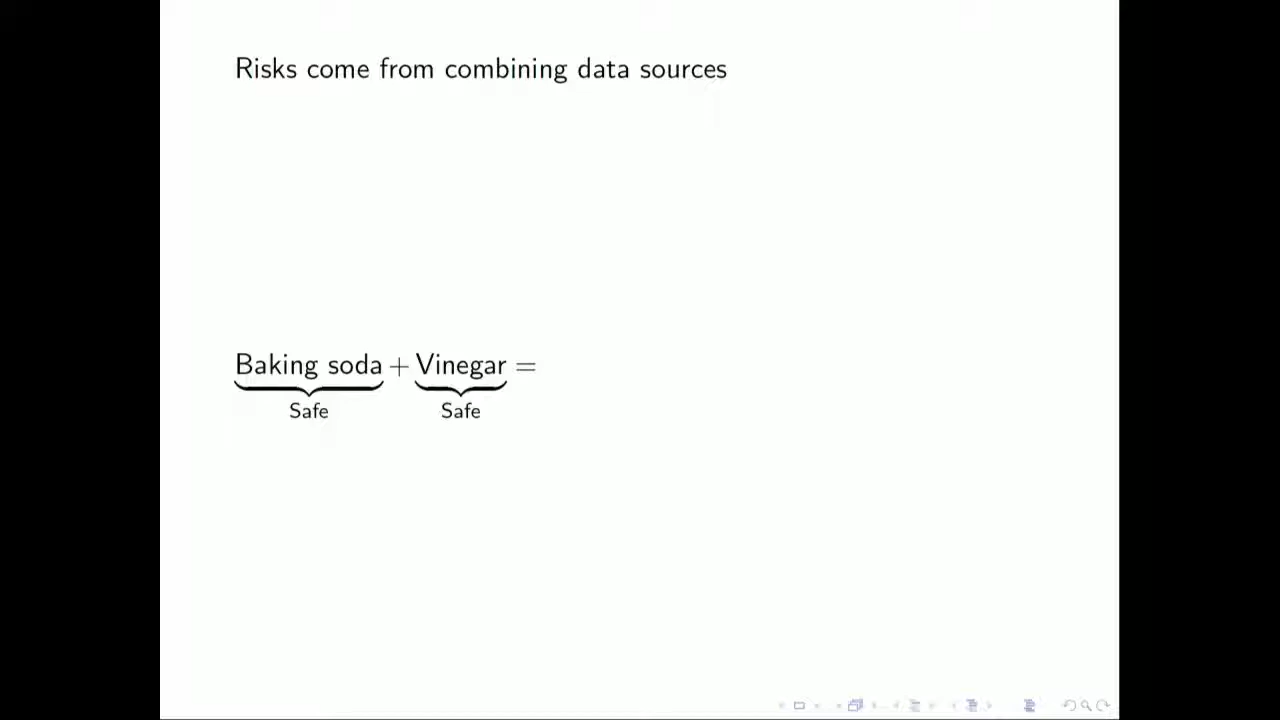 Risks come from combining data sources
Baking soda + Vinegar =
Safe Safe